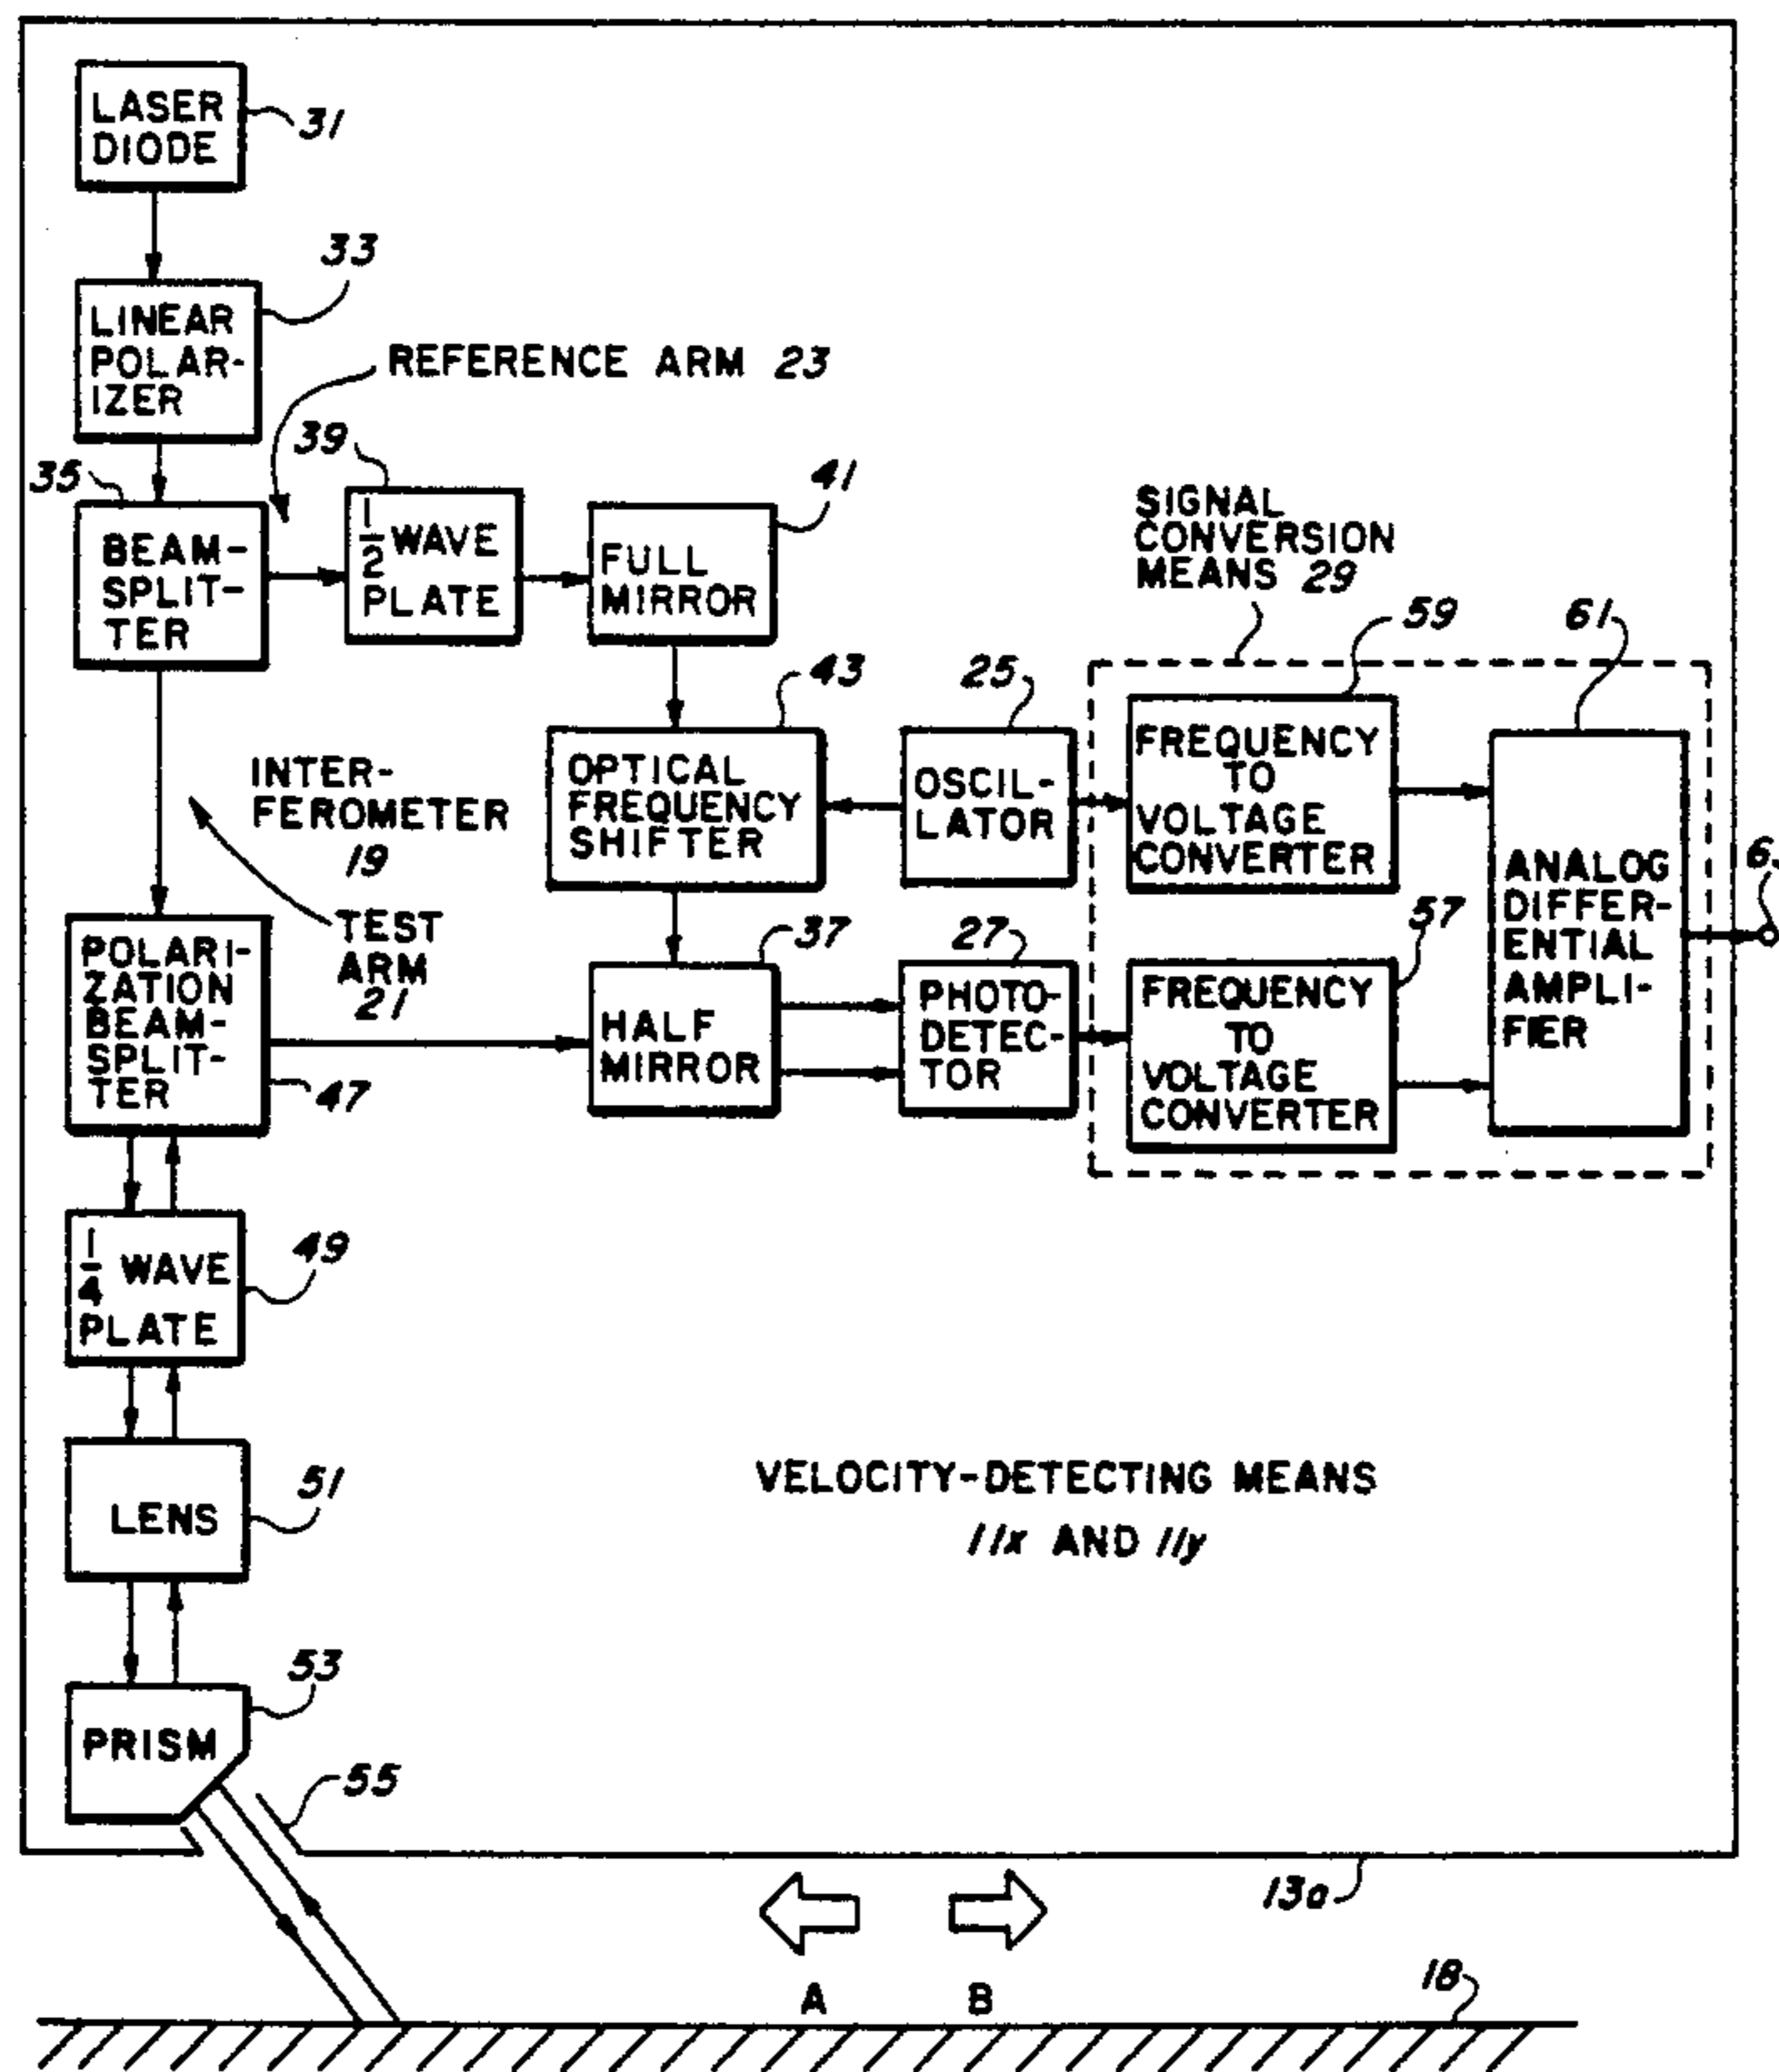 LASER
DIODE
31
33
LINEAR
POLAR-
IZER
REFERENCE ARM 23
35
39
41
BEAM-
SPLIT-
TER
1/2 WAVE
PLATE
FULL
MIRROR
SIGNAL
CONVERSION
MEANS 29
59
61
43
25
INTER-
FEROMETER
19
OPTICAL
FREQUENCY
SHIFTER
OSCIL-
LATOR
FREQUENCY
TO
VOLTAGE
CONVERTER
ANALOG
DIFFER-
ENTIAL
AMPLI-
FIER
TEST
ARM
21
37
27
57
POLARI-
ZATION
BEAM-
SPLIT-
TER
47
HALF
MIRROR
PHOTO-
DETEC-
TOR
FREQUENCY
TO
VOLTAGE
CONVERTER
1/4 WAVE
PLATE
49
LENS
51
VELOCITY-DETECTING MEANS
11x AND 11y
PRISM
53
55
13a
A B
18